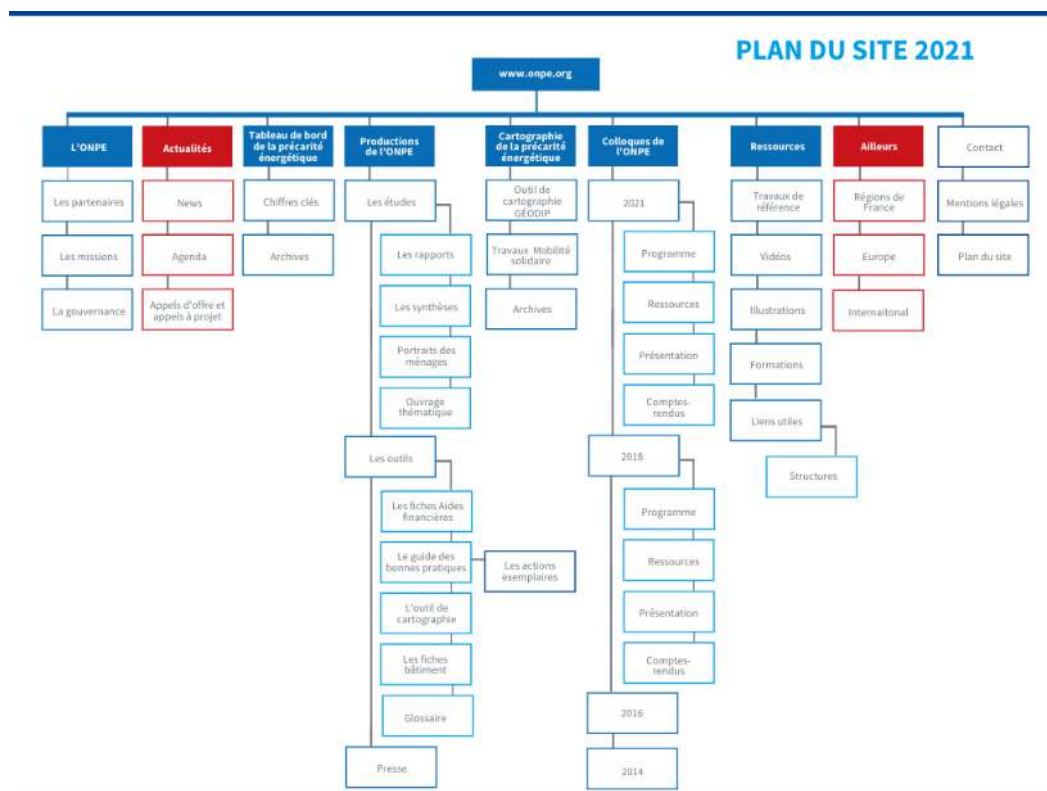 PLAN DU SITE 2021
www.onpe.org
L'ONPE
Les partenaires
Les missions
La gouvernance
Actualités
News
Agenda
Appels d'offre et
appels à projet
Tableau de bord
de la précarité
énergétique
Chiffres clés
Archives
Productions
de l'ONPE
Les études
Les rapports
Les synthèses
Portraits des
ménages
Ouvrage
thématique
Les outils
Les fiches Aides
financières
Le guide des
bonnes pratiques
Les actions
exemplaires
L'outil de
cartographie
Les fiches
bâtiment
Glossaire
Presse
Cartographie
de la précarité
énergétique
Outil de
cartographie
GÉODIP
Travaux Mobilité
solidaire
Archives
Colloques de
l'ONPE
2021
Programme
Ressources
Présentation
Comptes-
rendus
2018
Programme
Ressources
Présentation
Comptes-
rendus
2016
2014
Ressources
Travaux de
référence
Vidéos
Illustrations
Formations
Liens utiles
Structures
Ailleurs
Régions de
France
Europe
Internaitonal
Contact
Mentions légales
Plan du site